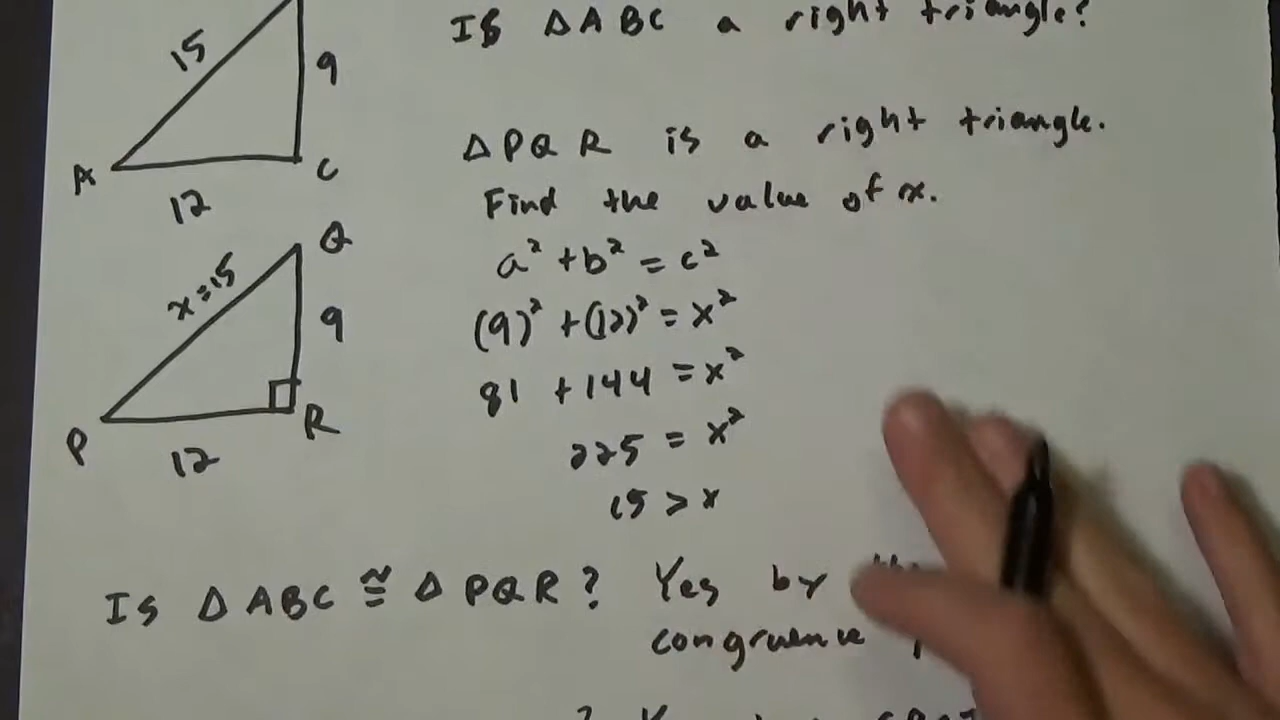 Is △ABC a right triangle?
15
9
A
C
12
△PQR is a right triangle.
Find the value of x.
Q
x=15
9
R
P
12
a² + b² = c²
(9)² + (12)² = x²
81 + 144 = x²
225 = x²
15 = x
Is △ABC ≅ △PQR? Yes by
congruence